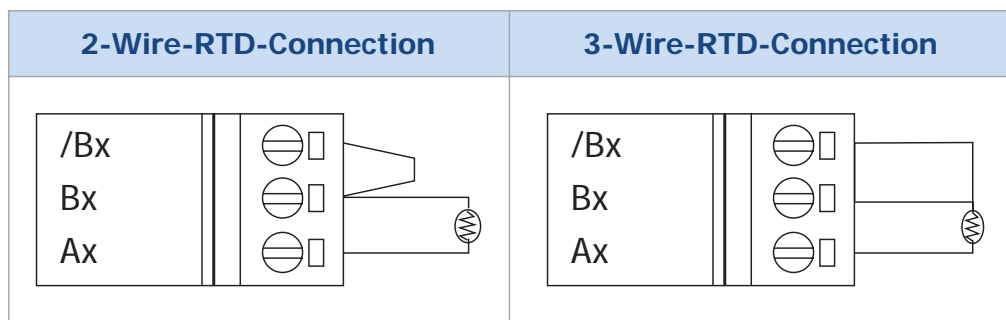 2-Wire-RTD-Connection
3-Wire-RTD-Connection
/Bx
Bx
Ax
/Bx
Bx
Ax